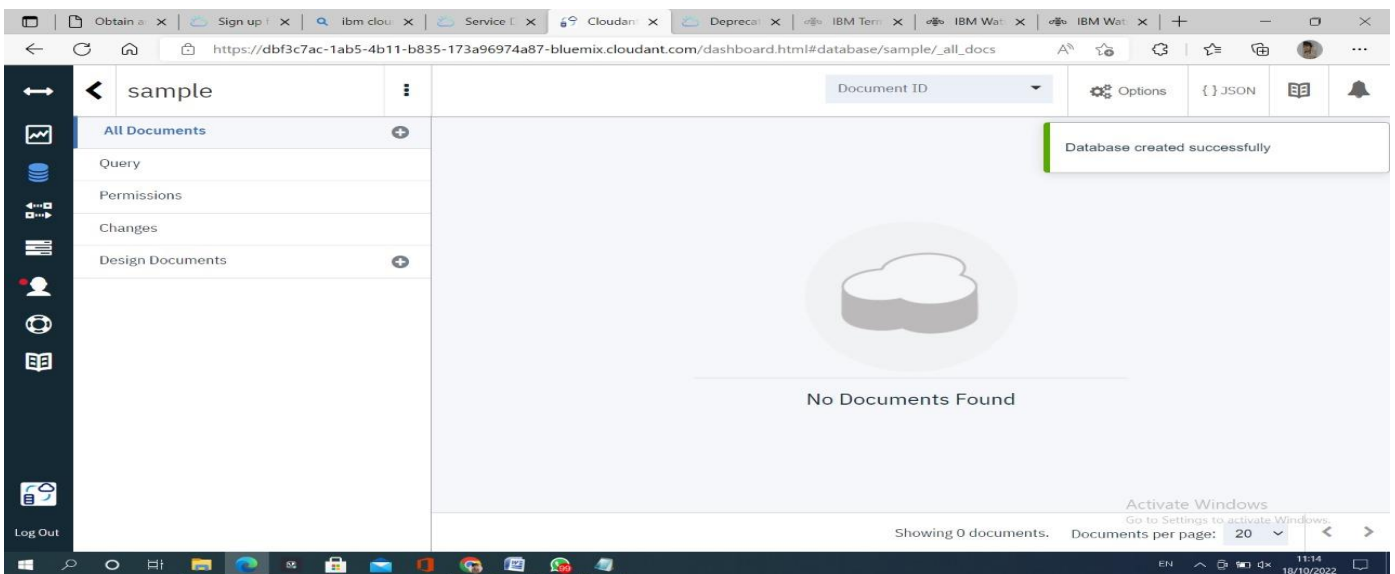 Obtain a
Sign up f
ibm clou
Service D
Cloudan
Deprecat
IBM Tern
IBM Wat
IBM Wat
https://dbf3c7ac-1ab5-4b11-b835-173a96974a87-bluemix.cloudant.com/dashboard.html#database/sample/_all_docs
sample
Document ID
Options
{ } JSON
All Documents
Query
Permissions
Changes
Design Documents
Database created successfully
No Documents Found
Activate Windows
Go to Settings to activate Windows.
Log Out
Showing 0 documents. Documents per page: 20
99
EN
11:14
18/10/2022